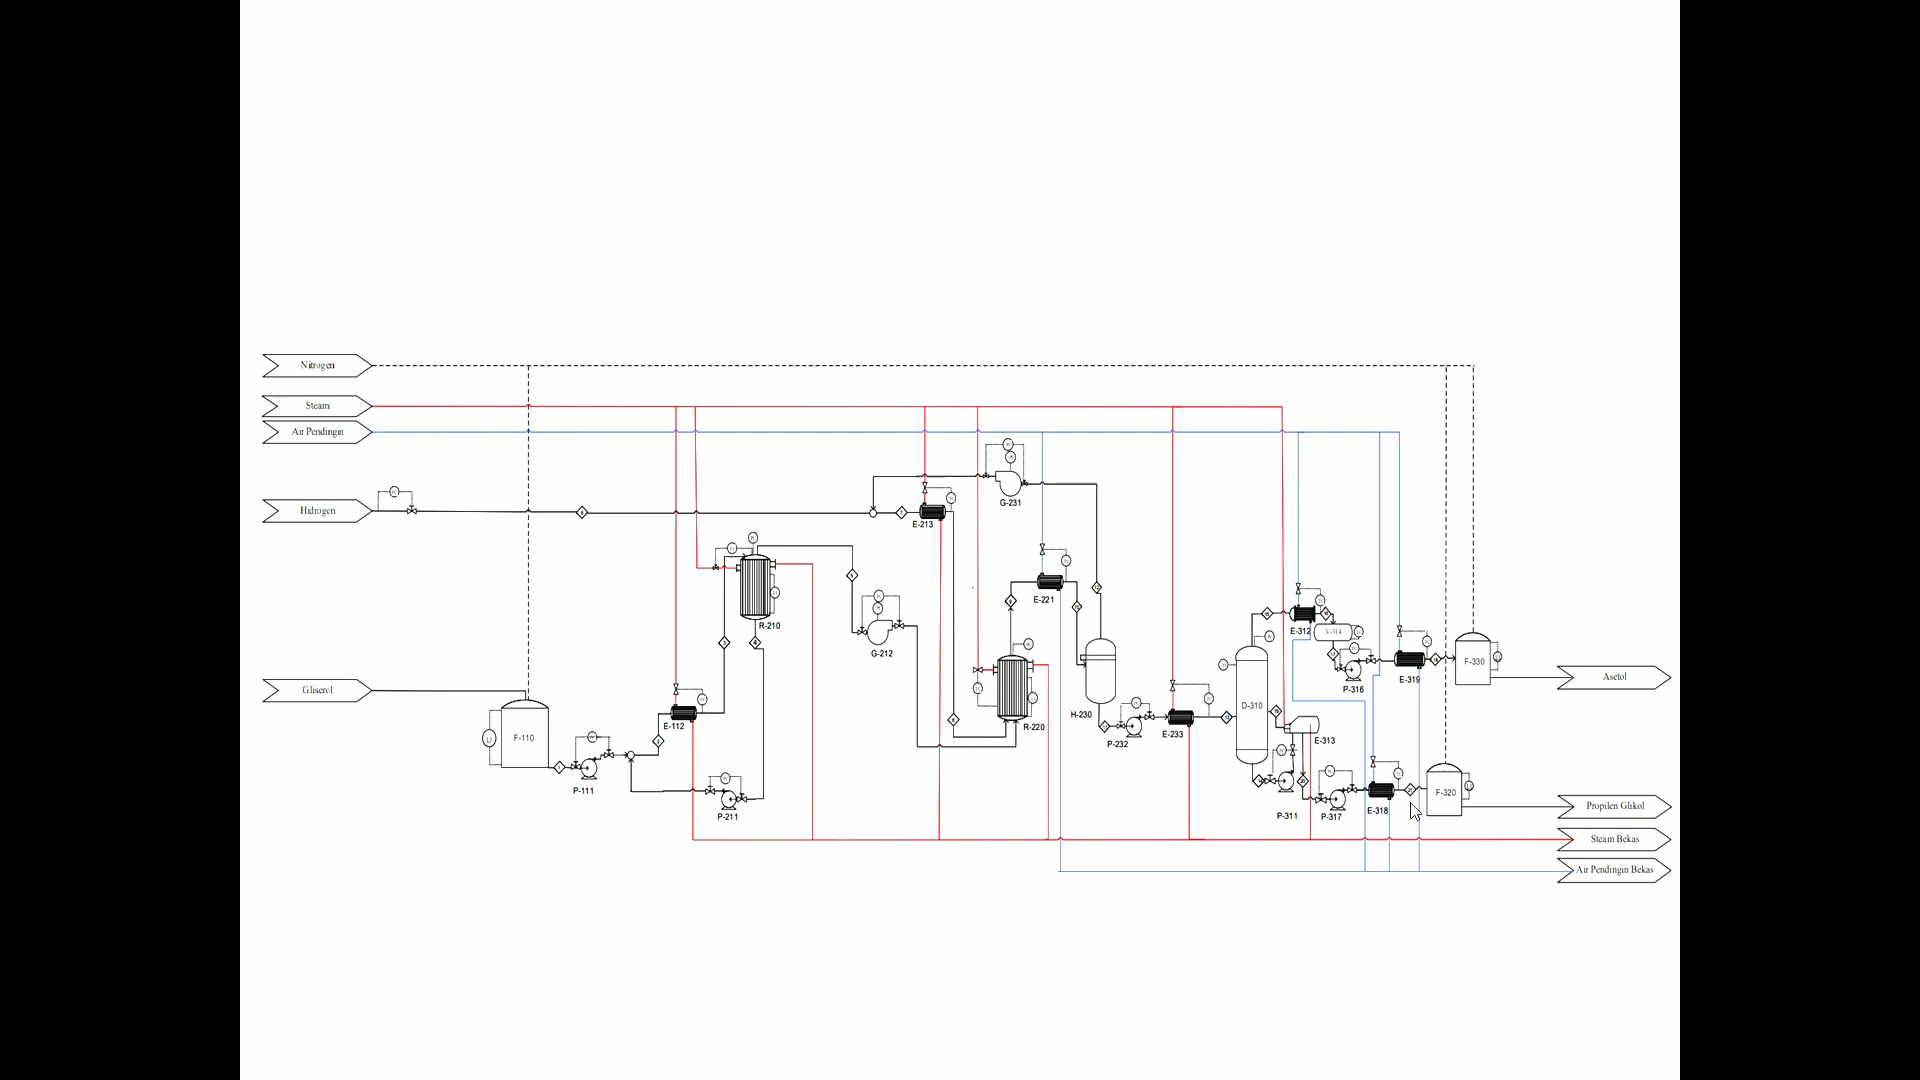 Nitrogen
Steam
Air Pendingin
Hidrogen
G-231
E-213
E-221
R-210
G-212
E-312
V-314
F-330
P-316
E-319
Asetol
Gliserol
E-112
F-110
R-220
H-230
P-232
E-233
D-310
E-313
P-111
P-211
P-311
P-317
E-318
F-320
Propilen Glikol
Steam Bekas
Air Pendingin Bekas